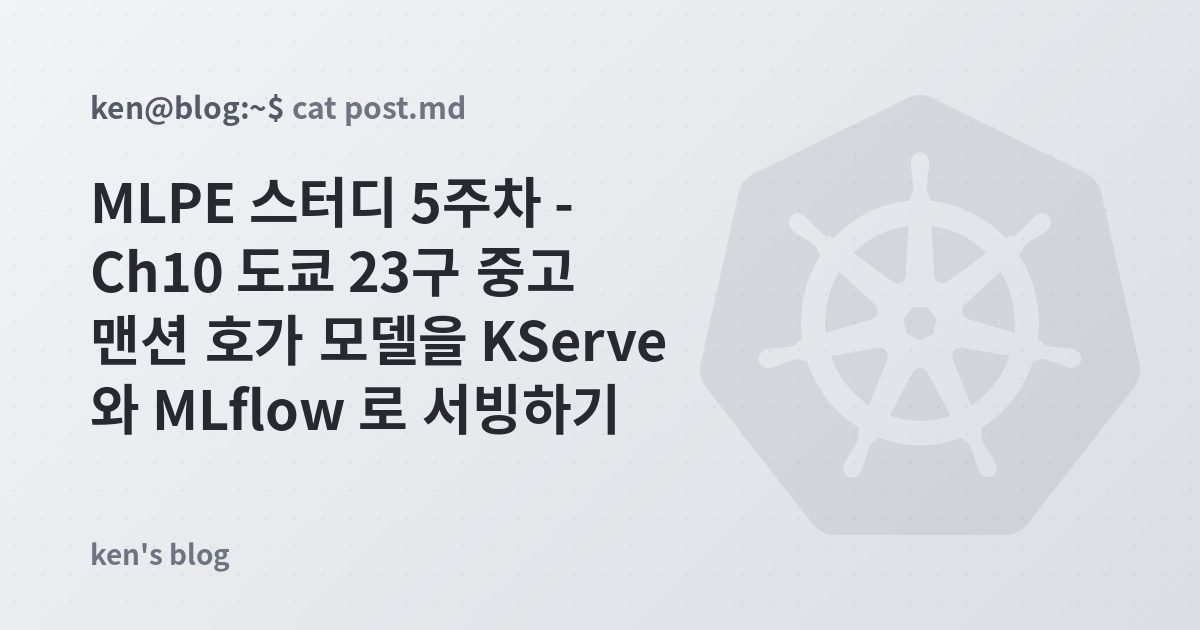 ken@blog:~$ cat post.md
MLPE 스터디 5주차 -
Ch10 도쿄 23구 중고
맨션 호가 모델을 KServe
와 MLflow 로 서빙하기
ken's blog